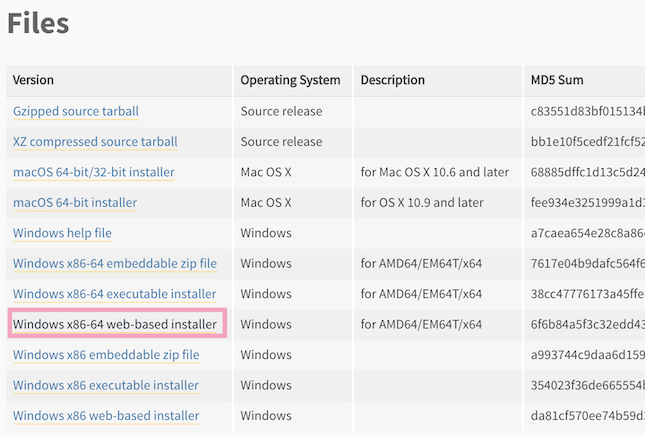 Files
Version Operating System Description MD5 Sum
Gzipped source tarball Source release c83551d83bf015134b
XZ compressed source tarball Source release bb1e10f5cedf21fcf52
macOS 64-bit/32-bit installer Mac OS X for Mac OS X 10.6 and later 68885dffc1d13c5d24
macOS 64-bit installer Mac OS X for OS X 10.9 and later fee934e3251999a1d3
Windows help file Windows a7caea654e28c8a86
Windows x86-64 embeddable zip file Windows for AMD64/EM64T/x64 7617e04b9dafc564f6
Windows x86-64 executable installer Windows for AMD64/EM64T/x64 38cc47776173a45ffe
Windows x86-64 web-based installer Windows for AMD64/EM64T/x64 6f6b84a5f3c32edd43
Windows x86 embeddable zip file Windows a993744c9daa6d159
Windows x86 executable installer Windows 354023f36de665554b
Windows x86 web-based installer Windows da81cf570ee74b59d3